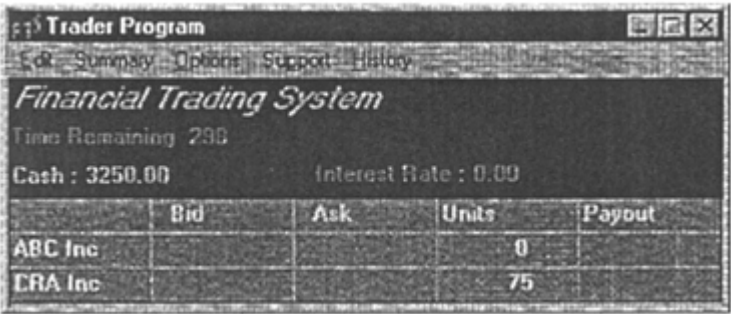 Trader Program
Edit Summary Options Support History
Financial Trading System
Time Remaining 298
Cash : 3250.00 Interest Rate : 0.00
Bid Ask Units Payout
ABC Inc 0
CRA Inc 75